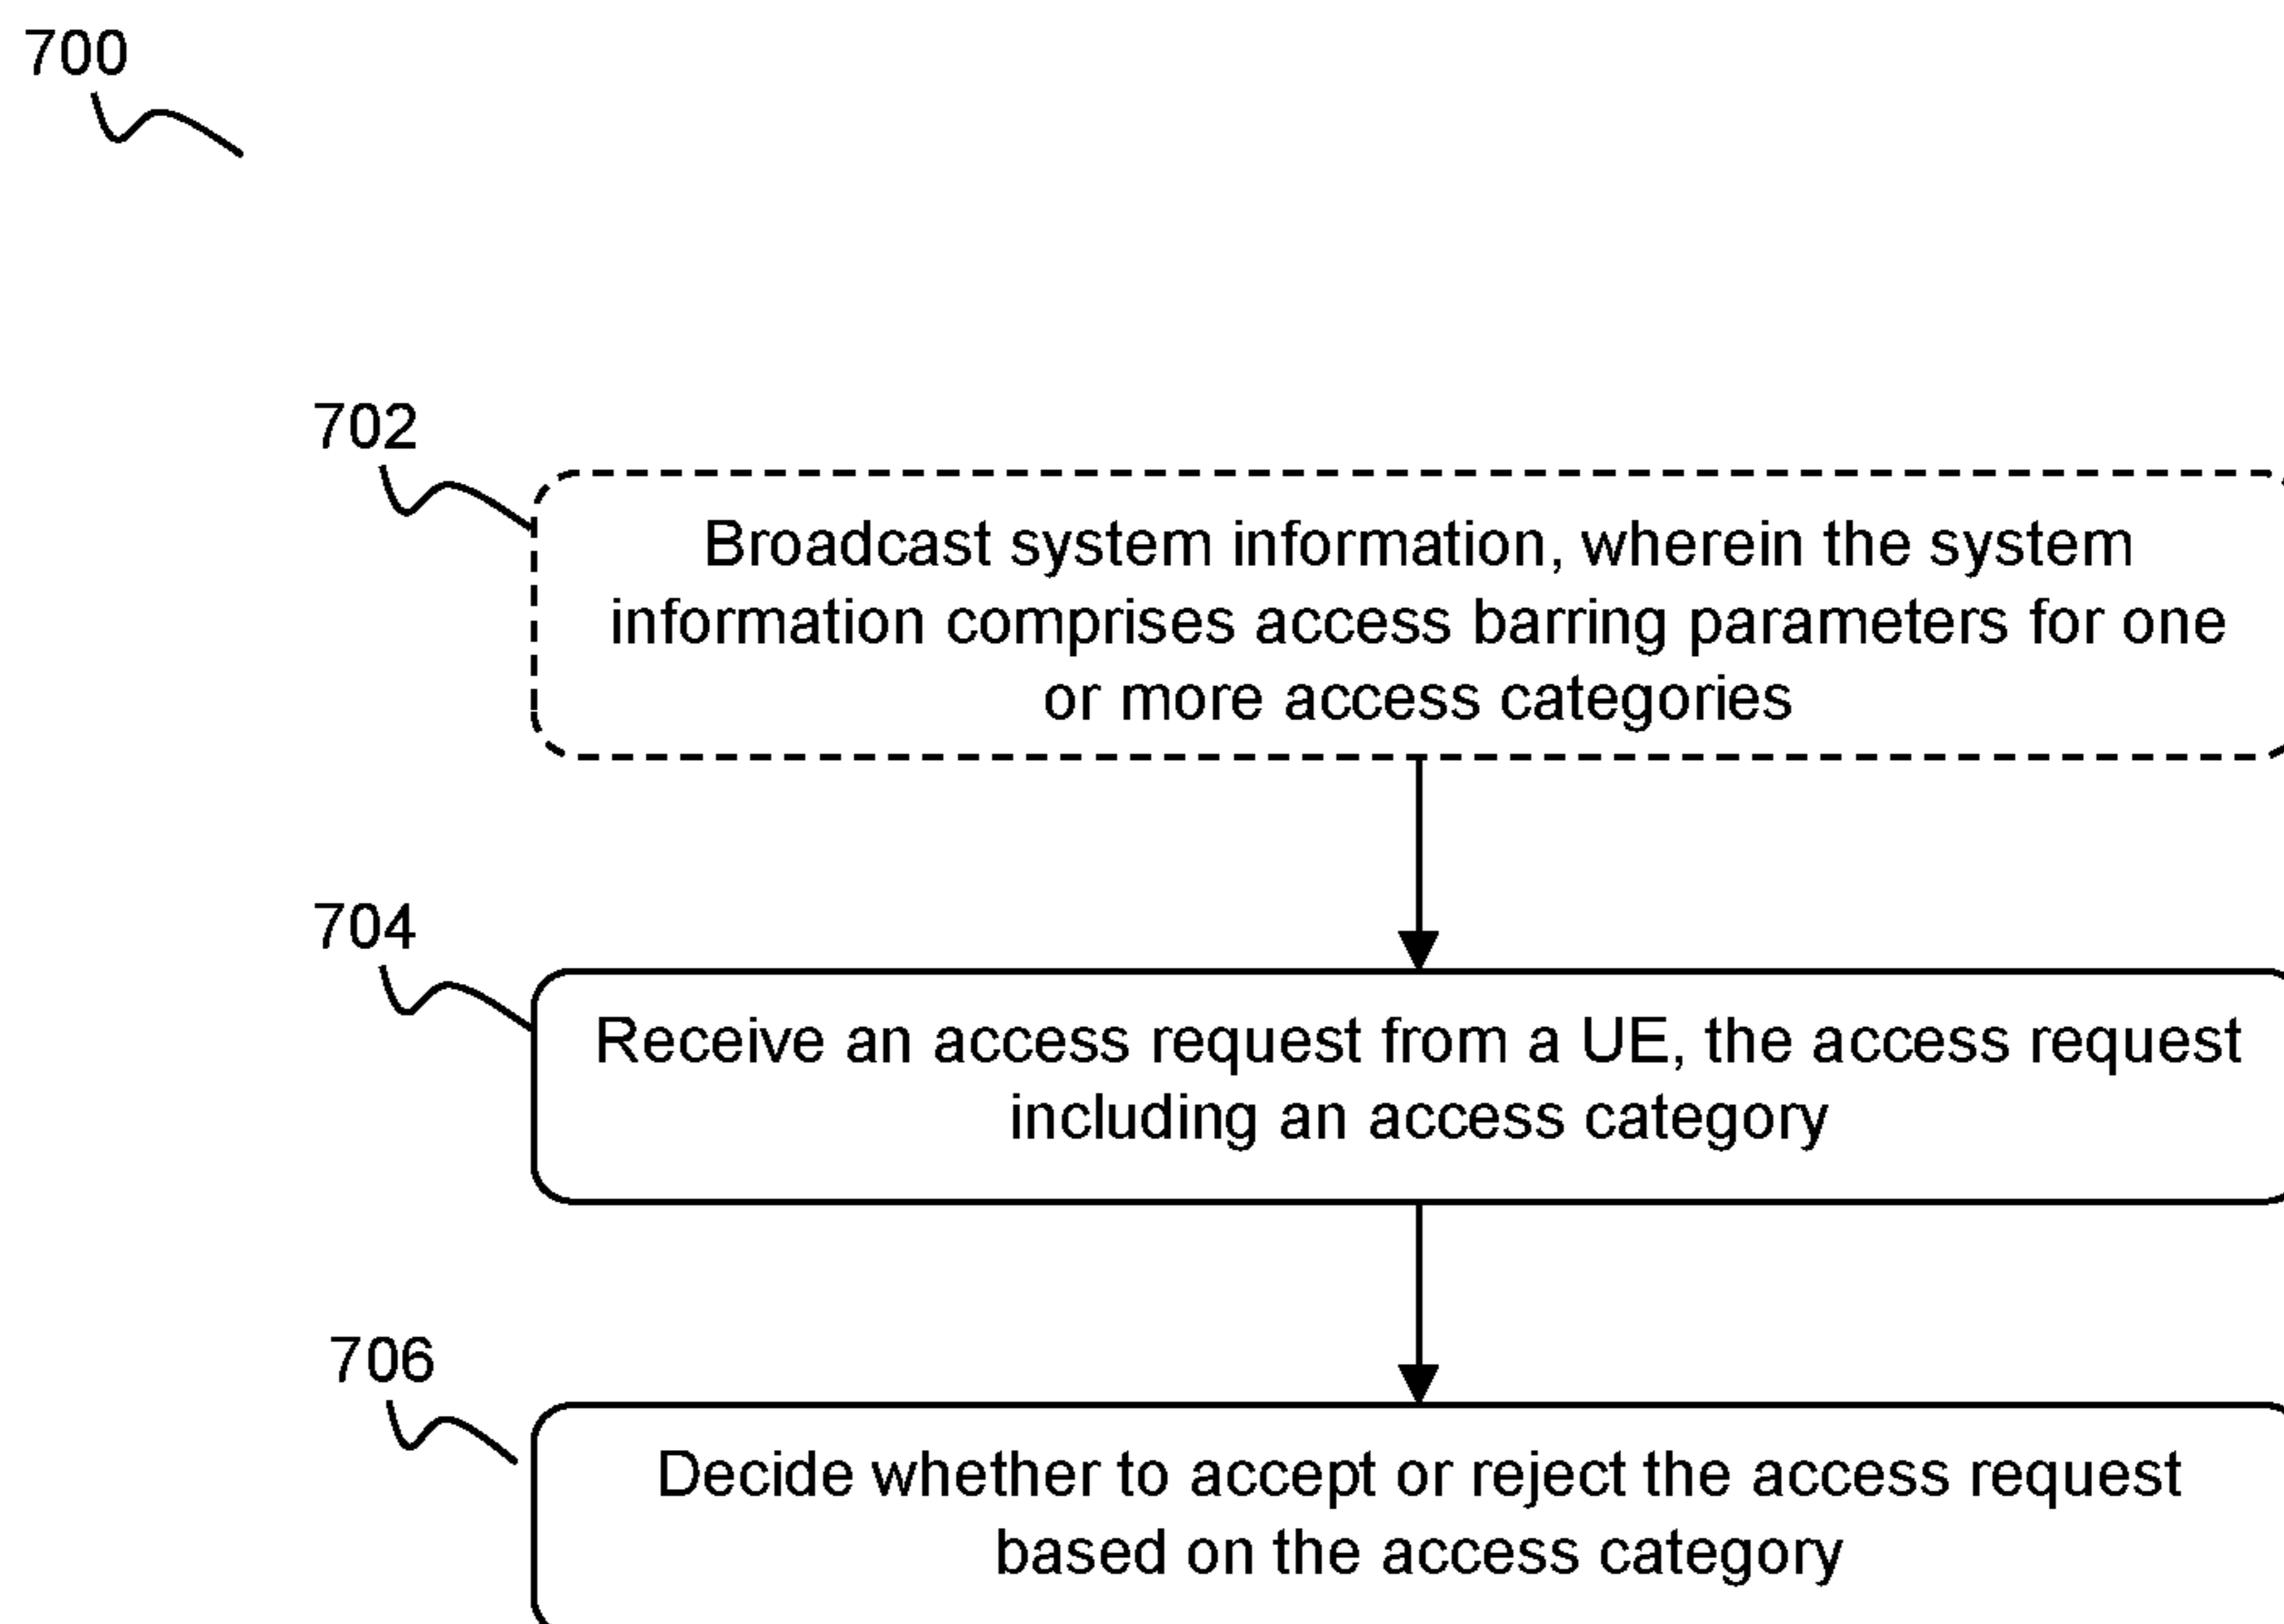 700
702
Broadcast system information, wherein the system
information comprises access barring parameters for one
or more access categories
704
Receive an access request from a UE, the access request
including an access category
706
Decide whether to accept or reject the access request
based on the access category